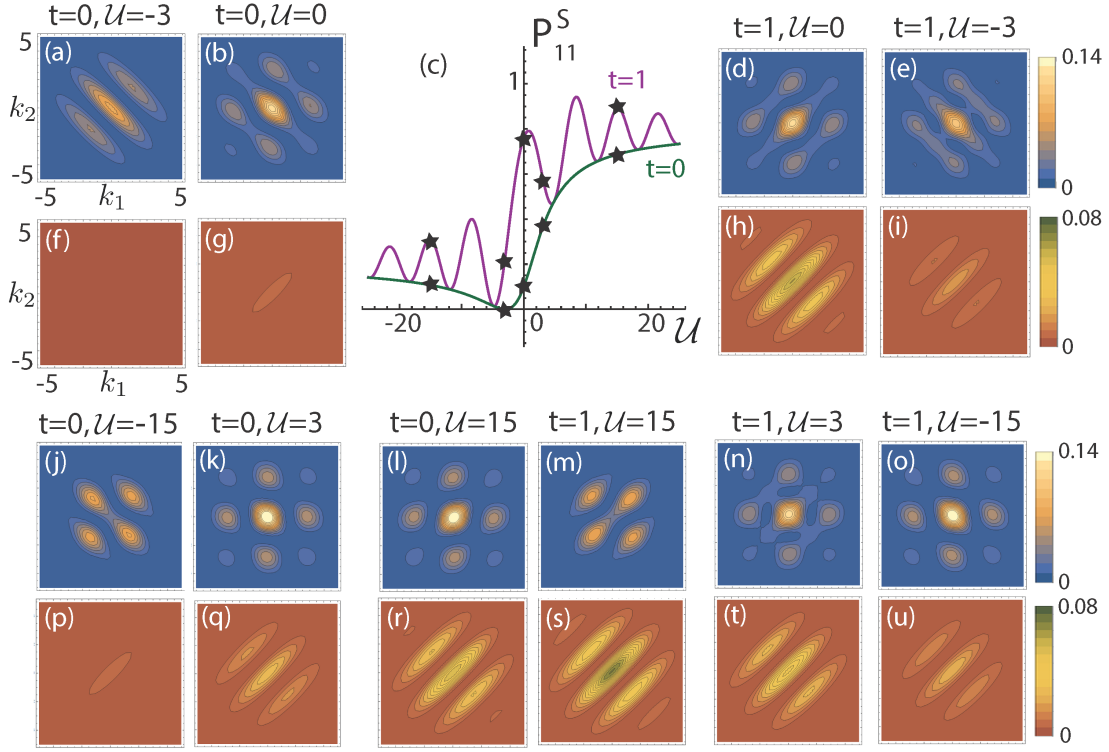 t=0, 𝒰=-3
t=0, 𝒰=0
t=1, 𝒰=0
t=1, 𝒰=-3
P^S_11
5
k₂
-5
(a)
(b)
(c)
1
t=1
t=0
(d)
(e)
0.14
0
-5
k₁
5
5
k₂
-5
(f)
(g)
-20
0
20
𝒰
(h)
(i)
0.08
0
-5
k₁
5
t=0, 𝒰=-15
t=0, 𝒰=3
t=0, 𝒰=15
t=1, 𝒰=15
t=1, 𝒰=3
t=1, 𝒰=-15
(j)
(k)
(l)
(m)
(n)
(o)
0.14
0
(p)
(q)
(r)
(s)
(t)
(u)
0.08
0